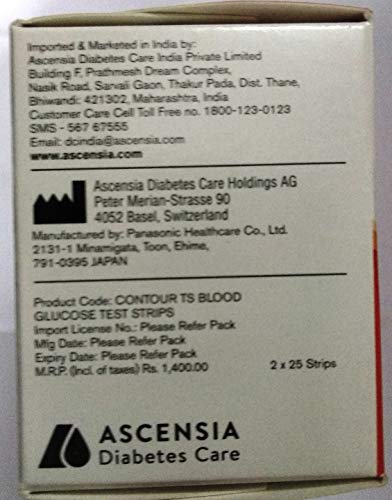 Imported & Marketed in India by:
Ascensia Diabetes Care India Private Limited
Building F, Prathmesh Dream Complex,
Nasik Road, Sarvali Gaon, Thakur Pada, Dist. Thane,
Bhiwandi: 421302, Maharashtra, India
Customer Care Cell Toll Free no. 1800-123-0123
SMS - 567 67555
Email: dcindia@ascensia.com
www.ascensia.com
Ascensia Diabetes Care Holdings AG
Peter Merian-Strasse 90
4052 Basel, Switzerland
Manufactured by: Panasonic Healthcare Co., Ltd.
2131-1 Minamigata, Toon, Ehime,
791-0395 JAPAN
Product Code: CONTOUR TS BLOOD
GLUCOSE TEST STRIPS
Import License No.: Please Refer Pack
Mfg Date: Please Refer Pack
Expiry Date: Please Refer Pack
M.R.P. (Incl. of taxes) Rs. 1,400.00 2 x 25 Strips
ASCENSIA
Diabetes Care